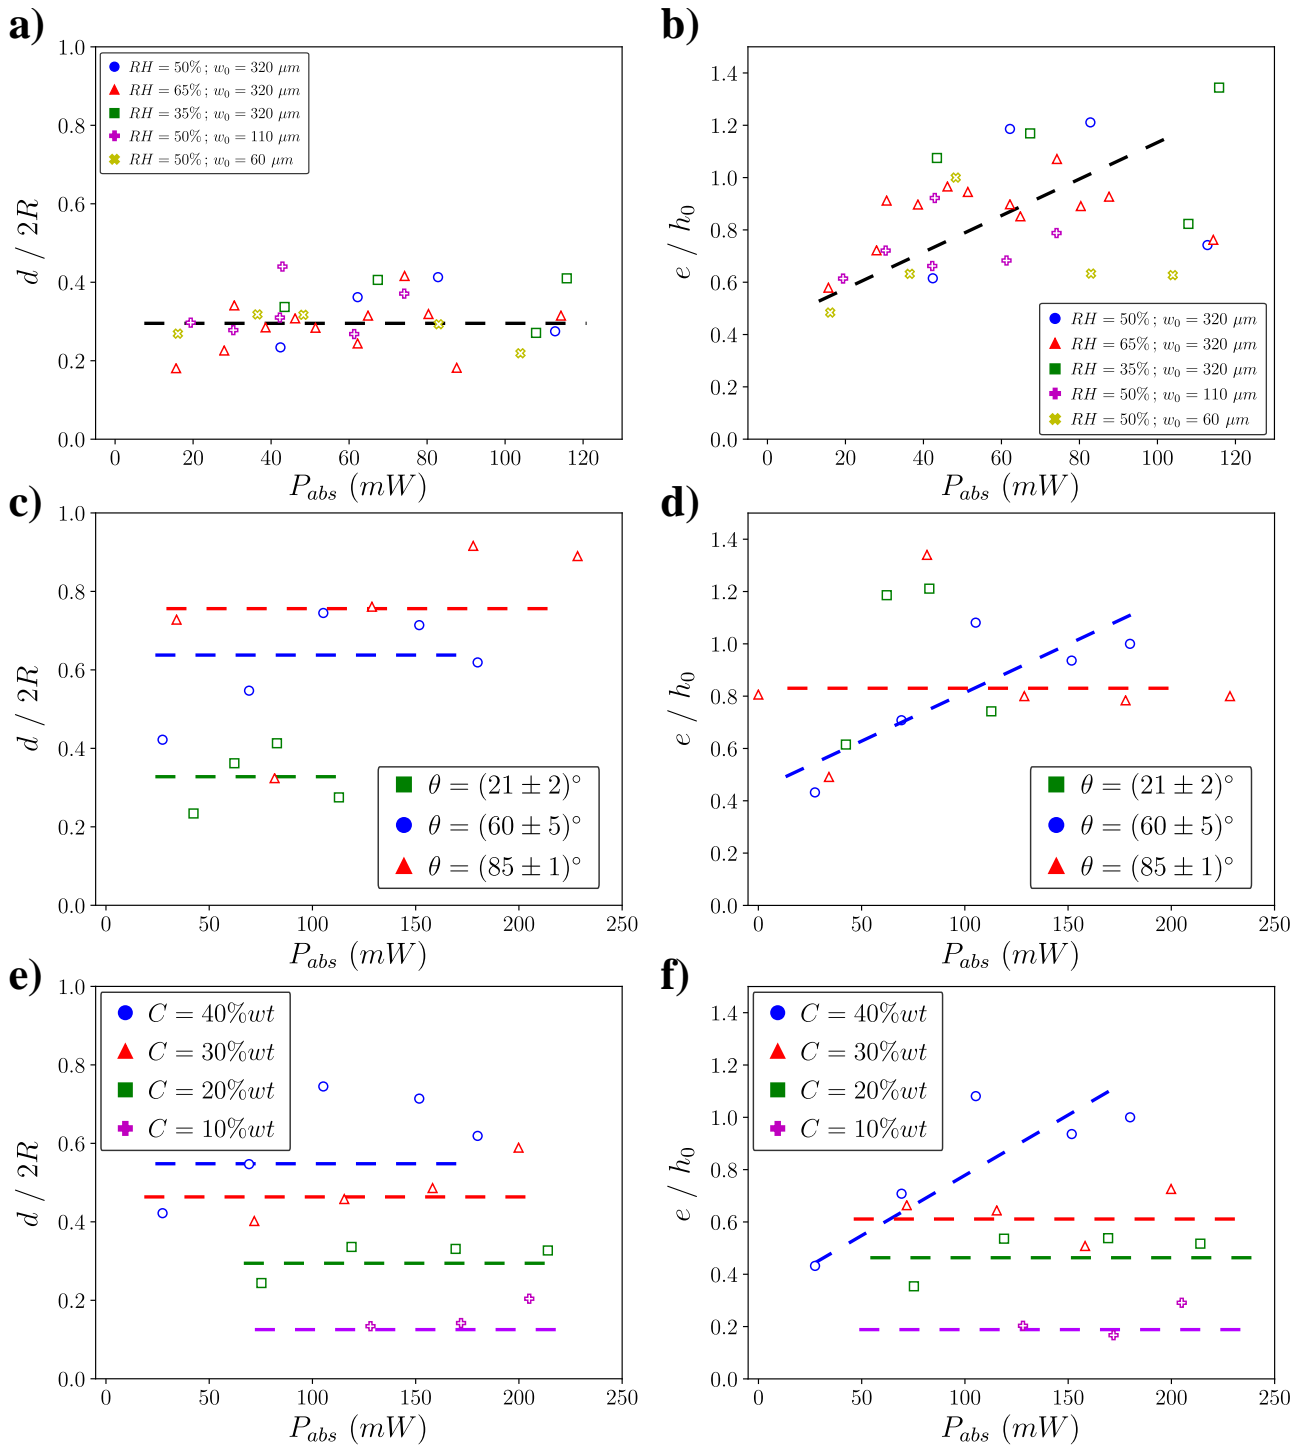 a)
1.0
0.8
0.6
0.4
0.2
0.0
d / 2R
RH = 50% ; w₀ = 320 μm
RH = 65% ; w₀ = 320 μm
RH = 35% ; w₀ = 320 μm
RH = 50% ; w₀ = 110 μm
RH = 50% ; w₀ = 60 μm
0 20 40 60 80 100 120
P_abs (mW)
b)
1.4
1.2
1.0
0.8
0.6
0.4
0.2
0.0
e / h₀
RH = 50% ; w₀ = 320 μm
RH = 65% ; w₀ = 320 μm
RH = 35% ; w₀ = 320 μm
RH = 50% ; w₀ = 110 μm
RH = 50% ; w₀ = 60 μm
0 20 40 60 80 100 120
P_abs (mW)
c)
1.0
0.8
0.6
0.4
0.2
0.0
d / 2R
θ = (21 ± 2)°
θ = (60 ± 5)°
θ = (85 ± 1)°
0 50 100 150 200 250
P_abs (mW)
d)
1.4
1.2
1.0
0.8
0.6
0.4
0.2
0.0
e / h₀
θ = (21 ± 2)°
θ = (60 ± 5)°
θ = (85 ± 1)°
0 50 100 150 200 250
P_abs (mW)
e)
1.0
0.8
0.6
0.4
0.2
0.0
d / 2R
C = 40%wt
C = 30%wt
C = 20%wt
C = 10%wt
0 50 100 150 200 250
P_abs (mW)
f)
1.4
1.2
1.0
0.8
0.6
0.4
0.2
0.0
e / h₀
C = 40%wt
C = 30%wt
C = 20%wt
C = 10%wt
0 50 100 150 200 250
P_abs (mW)